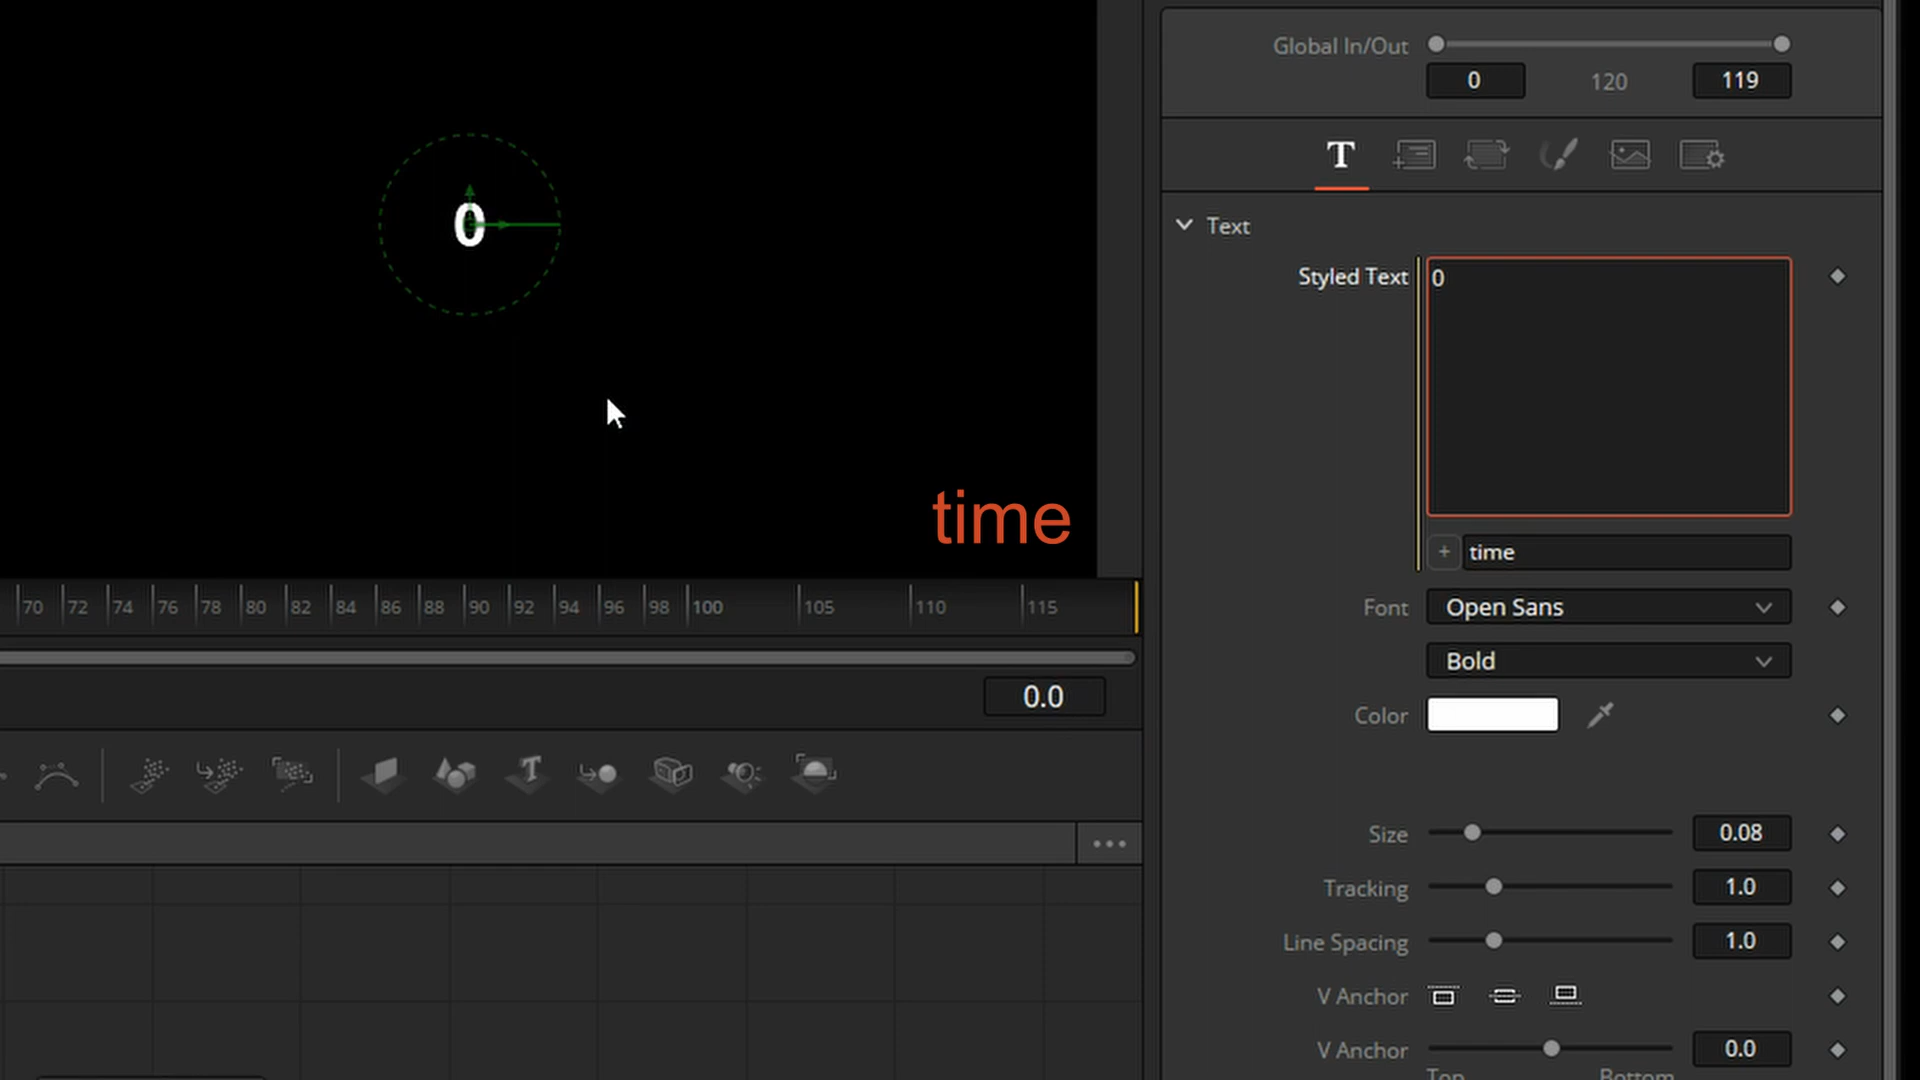 Global In/Out
0 120 119
T
Text
Styled Text 0
0
time
+ time
70 72 74 76 78 80 82 84 86 88 90 92 94 96 98 100 105 110 115
Font Open Sans
Bold
0.0
Color
Size 0.08
Tracking 1.0
Line Spacing 1.0
V Anchor
V Anchor 0.0
Top Bottom